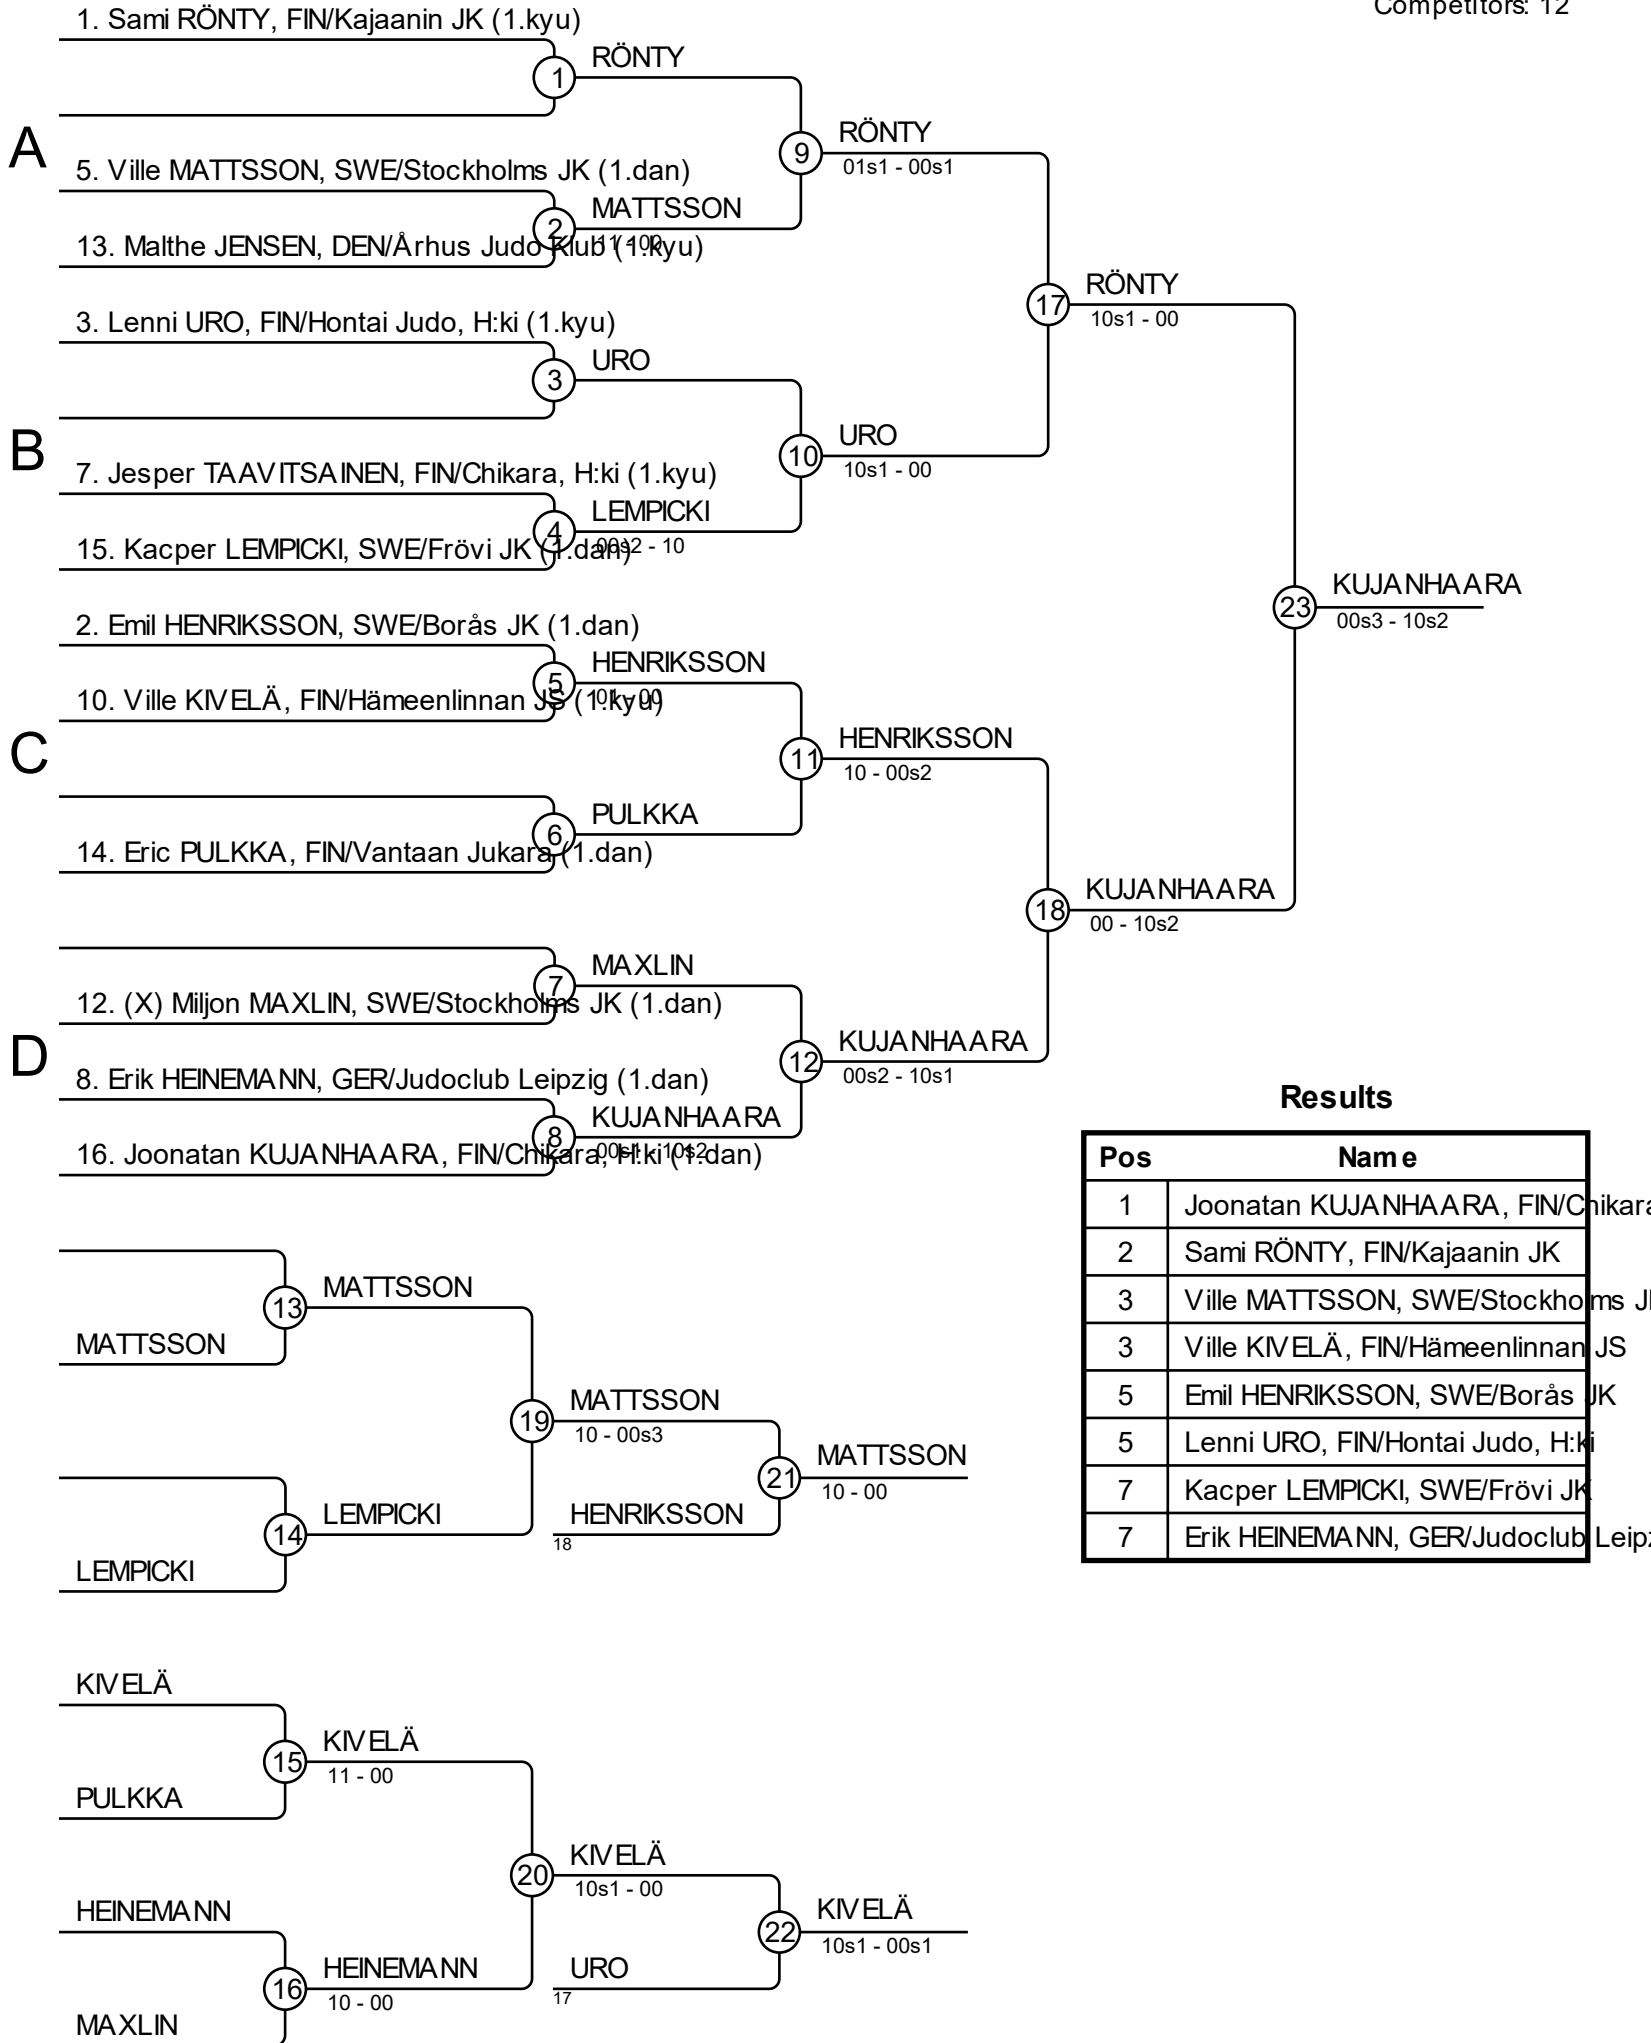 Competitors: 12
1. Sami RÖNTY, FIN/Kajaanin JK (1.kyu)
1
RÖNTY
A
9
RÖNTY
01s1 - 00s1
5. Ville MATTSSON, SWE/Stockholms JK (1.dan)
2
MATTSSON
11 - 00
13. Malthe JENSEN, DEN/Århus Judo Klub (1.kyu)
17
RÖNTY
10s1 - 00
3. Lenni URO, FIN/Hontai Judo, H:ki (1.kyu)
3
URO
B
10
URO
10s1 - 00
7. Jesper TAAVITSAINEN, FIN/Chikara, H:ki (1.kyu)
4
LEMPICKI
00s2 - 10
15. Kacper LEMPICKI, SWE/Frövi JK (1.dan)
23
KUJANHAARA
00s3 - 10s2
2. Emil HENRIKSSON, SWE/Borås JK (1.dan)
5
HENRIKSSON
01 - 00
10. Ville KIVELÄ, FIN/Hämeenlinnan JS (1.kyu)
C
11
HENRIKSSON
10 - 00s2
6
PULKKA
14. Eric PULKKA, FIN/Vantaan Jukara (1.dan)
18
KUJANHAARA
00 - 10s2
7
MAXLIN
12. (X) Miljon MAXLIN, SWE/Stockholms JK (1.dan)
D
12
KUJANHAARA
00s2 - 10s1
8. Erik HEINEMANN, GER/Judoclub Leipzig (1.dan)
8
KUJANHAARA
00s1 - 10s2
16. Joonatan KUJANHAARA, FIN/Chikara, H:ki (1.dan)
Results
Pos Name
1 Joonatan KUJANHAARA, FIN/Chikara
2 Sami RÖNTY, FIN/Kajaanin JK
3 Ville MATTSSON, SWE/Stockholms JK
3 Ville KIVELÄ, FIN/Hämeenlinnan JS
5 Emil HENRIKSSON, SWE/Borås JK
5 Lenni URO, FIN/Hontai Judo, H:ki
7 Kacper LEMPICKI, SWE/Frövi JK
7 Erik HEINEMANN, GER/Judoclub Leipz
13
MATTSSON
MATTSSON
19
MATTSSON
10 - 00s3
21
MATTSSON
10 - 00
14
LEMPICKI
HENRIKSSON
18
LEMPICKI
KIVELÄ
15
KIVELÄ
11 - 00
PULKKA
20
KIVELÄ
10s1 - 00
HEINEMANN
22
KIVELÄ
10s1 - 00s1
16
HEINEMANN
10 - 00
URO
17
MAXLIN